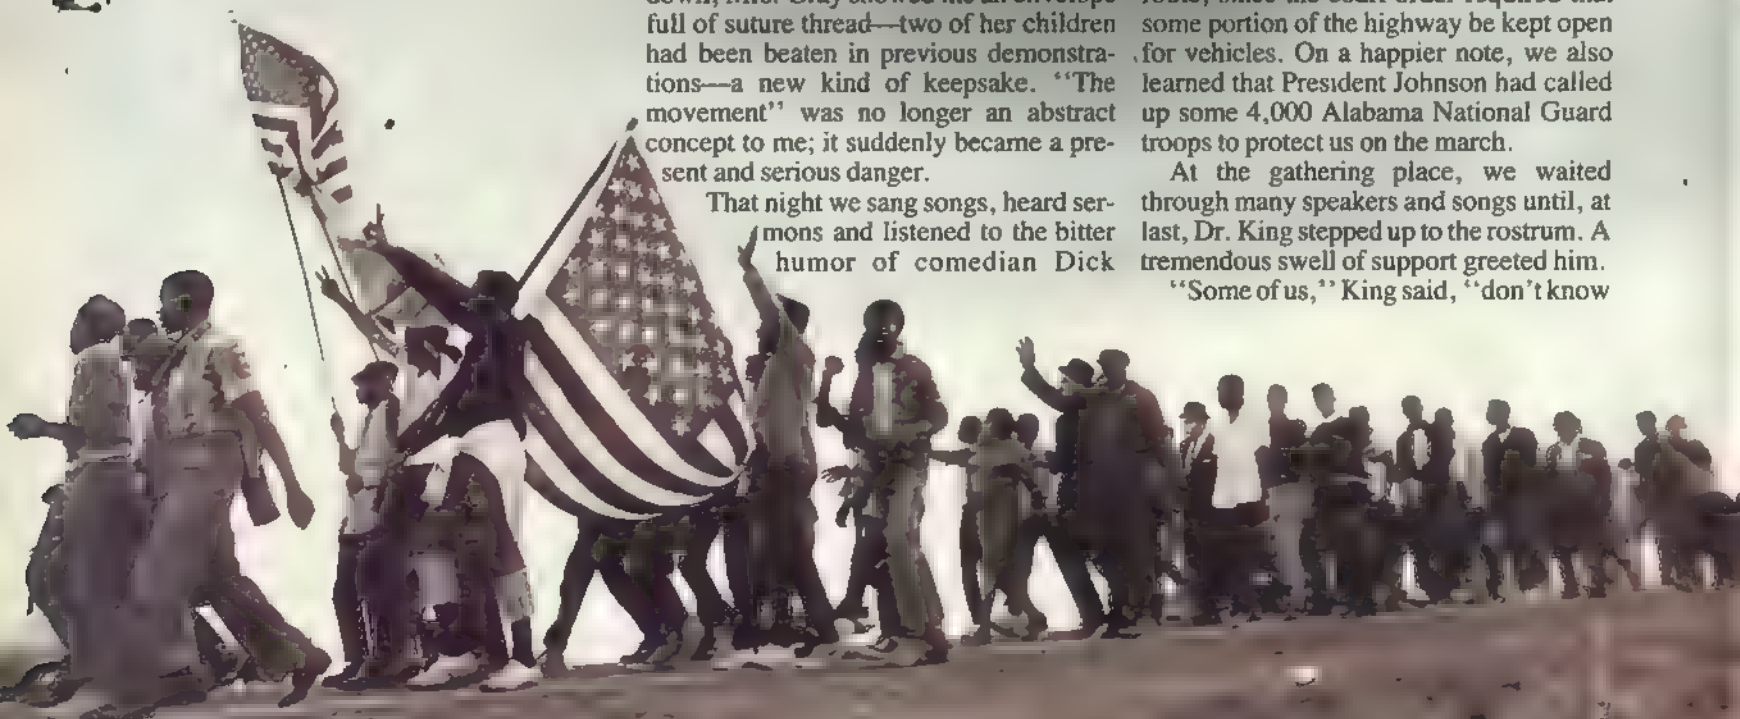 full of suture thread—two of her children
had been beaten in previous demonstra-
tions—a new kind of keepsake. “The
movement” was no longer an abstract
concept to me; it suddenly became a pre-
sent and serious danger.
That night we sang songs, heard ser-
mons and listened to the bitter
humor of comedian Dick
some portion of the highway be kept open
for vehicles. On a happier note, we also
learned that President Johnson had called
up some 4,000 Alabama National Guard
troops to protect us on the march.
At the gathering place, we waited
through many speakers and songs until, at
last, Dr. King stepped up to the rostrum. A
tremendous swell of support greeted him.
“Some of us,” King said, “don’t know